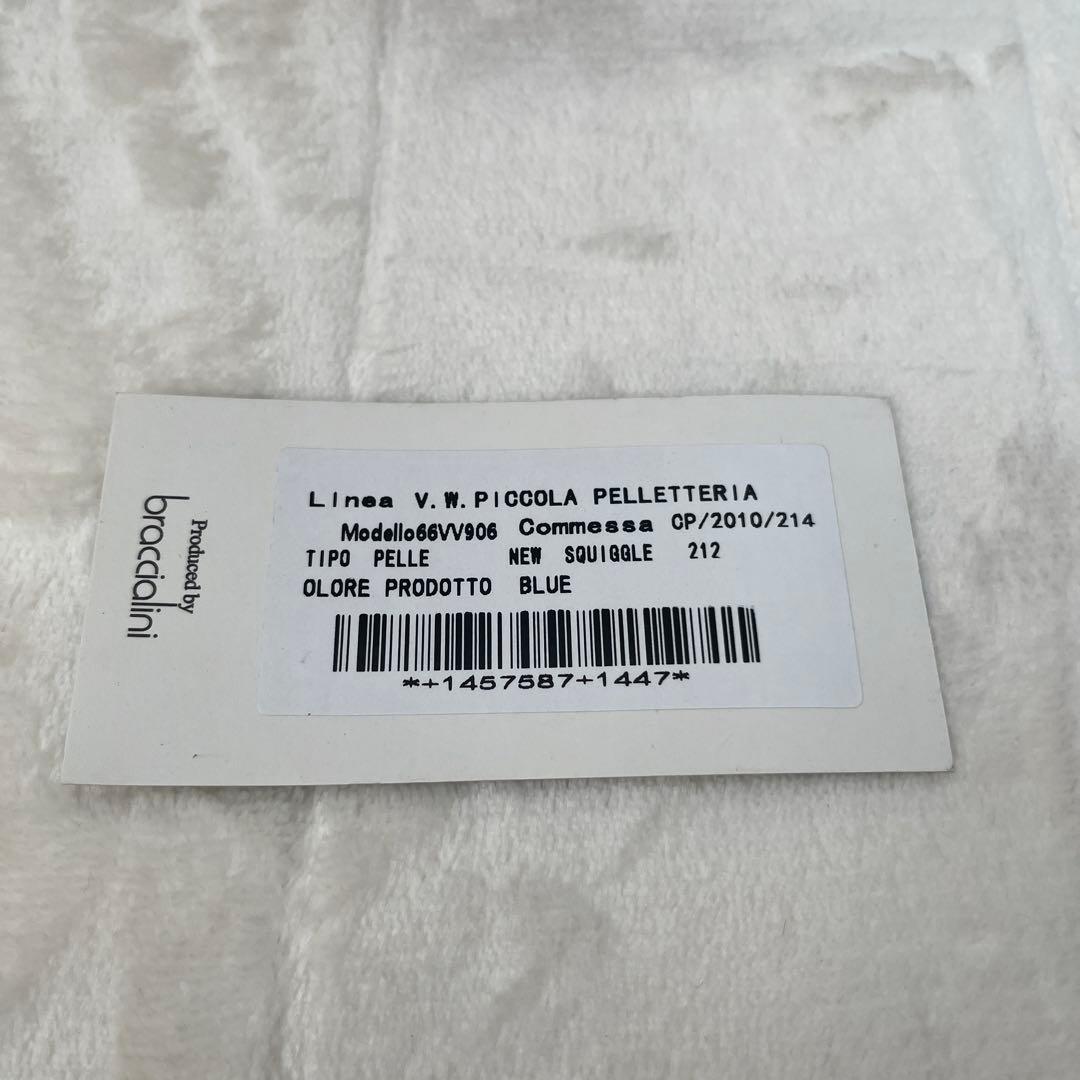 Produced by
braccialini
Linea V.W.PICCOLA PELLETTERIA
Modello66VV906 Commessa CP/2010/214
TIPO PELLE NEW SQUIGGLE 212
OLORE PRODOTTO BLUE
*+1457587+1447*